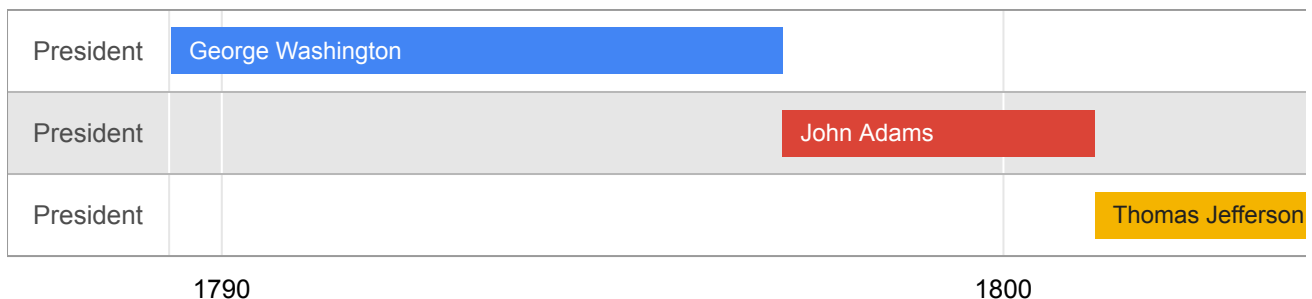 President George Washington
President John Adams
President Thomas Jefferson
1790 1800